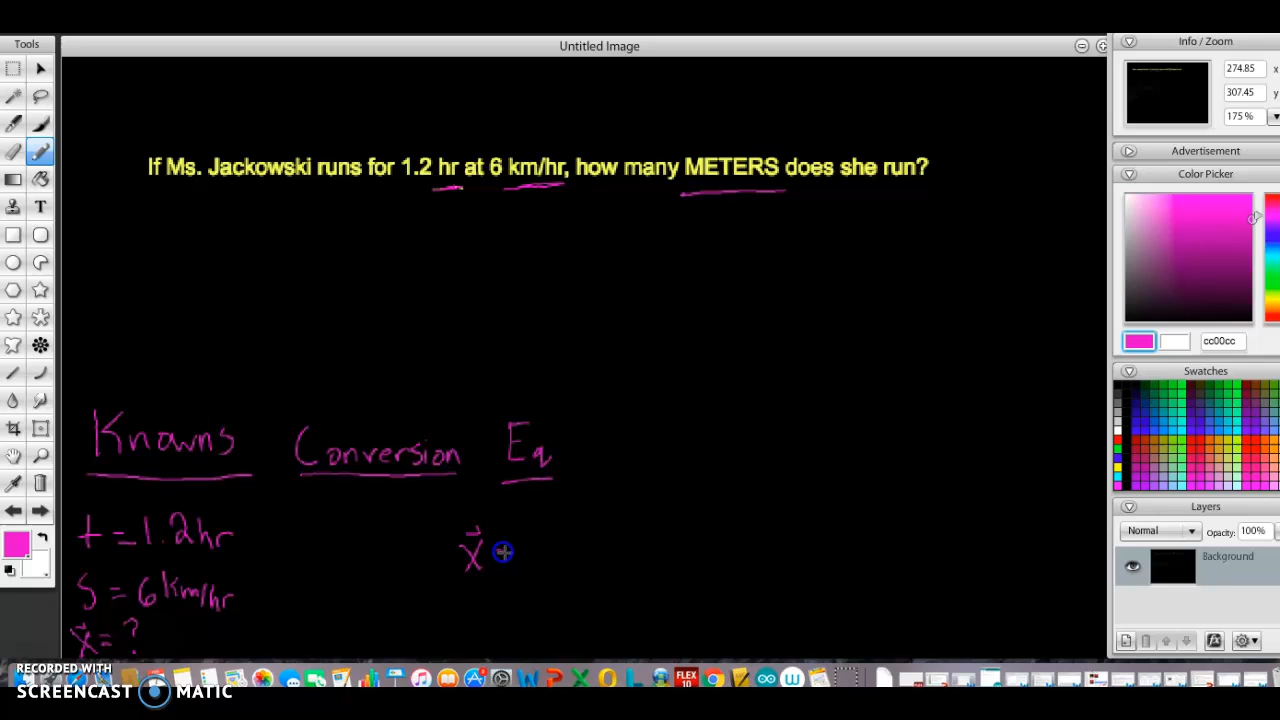 Tools
Untitled Image
Info / Zoom
274.85 x
307.45 y
175 %
If Ms. Jackowski runs for 1.2 hr at 6 km/hr, how many METERS does she run?
Advertisement
Color Picker
cc00cc
Swatches
Knowns Conversion Eq
t = 1.2 hr
x⃗
s = 6 km/hr
x⃗ = ?
Layers
Normal Opacity: 100%
Background
FLEX
10
RECORDED WITH
SCREENCAST MATIC